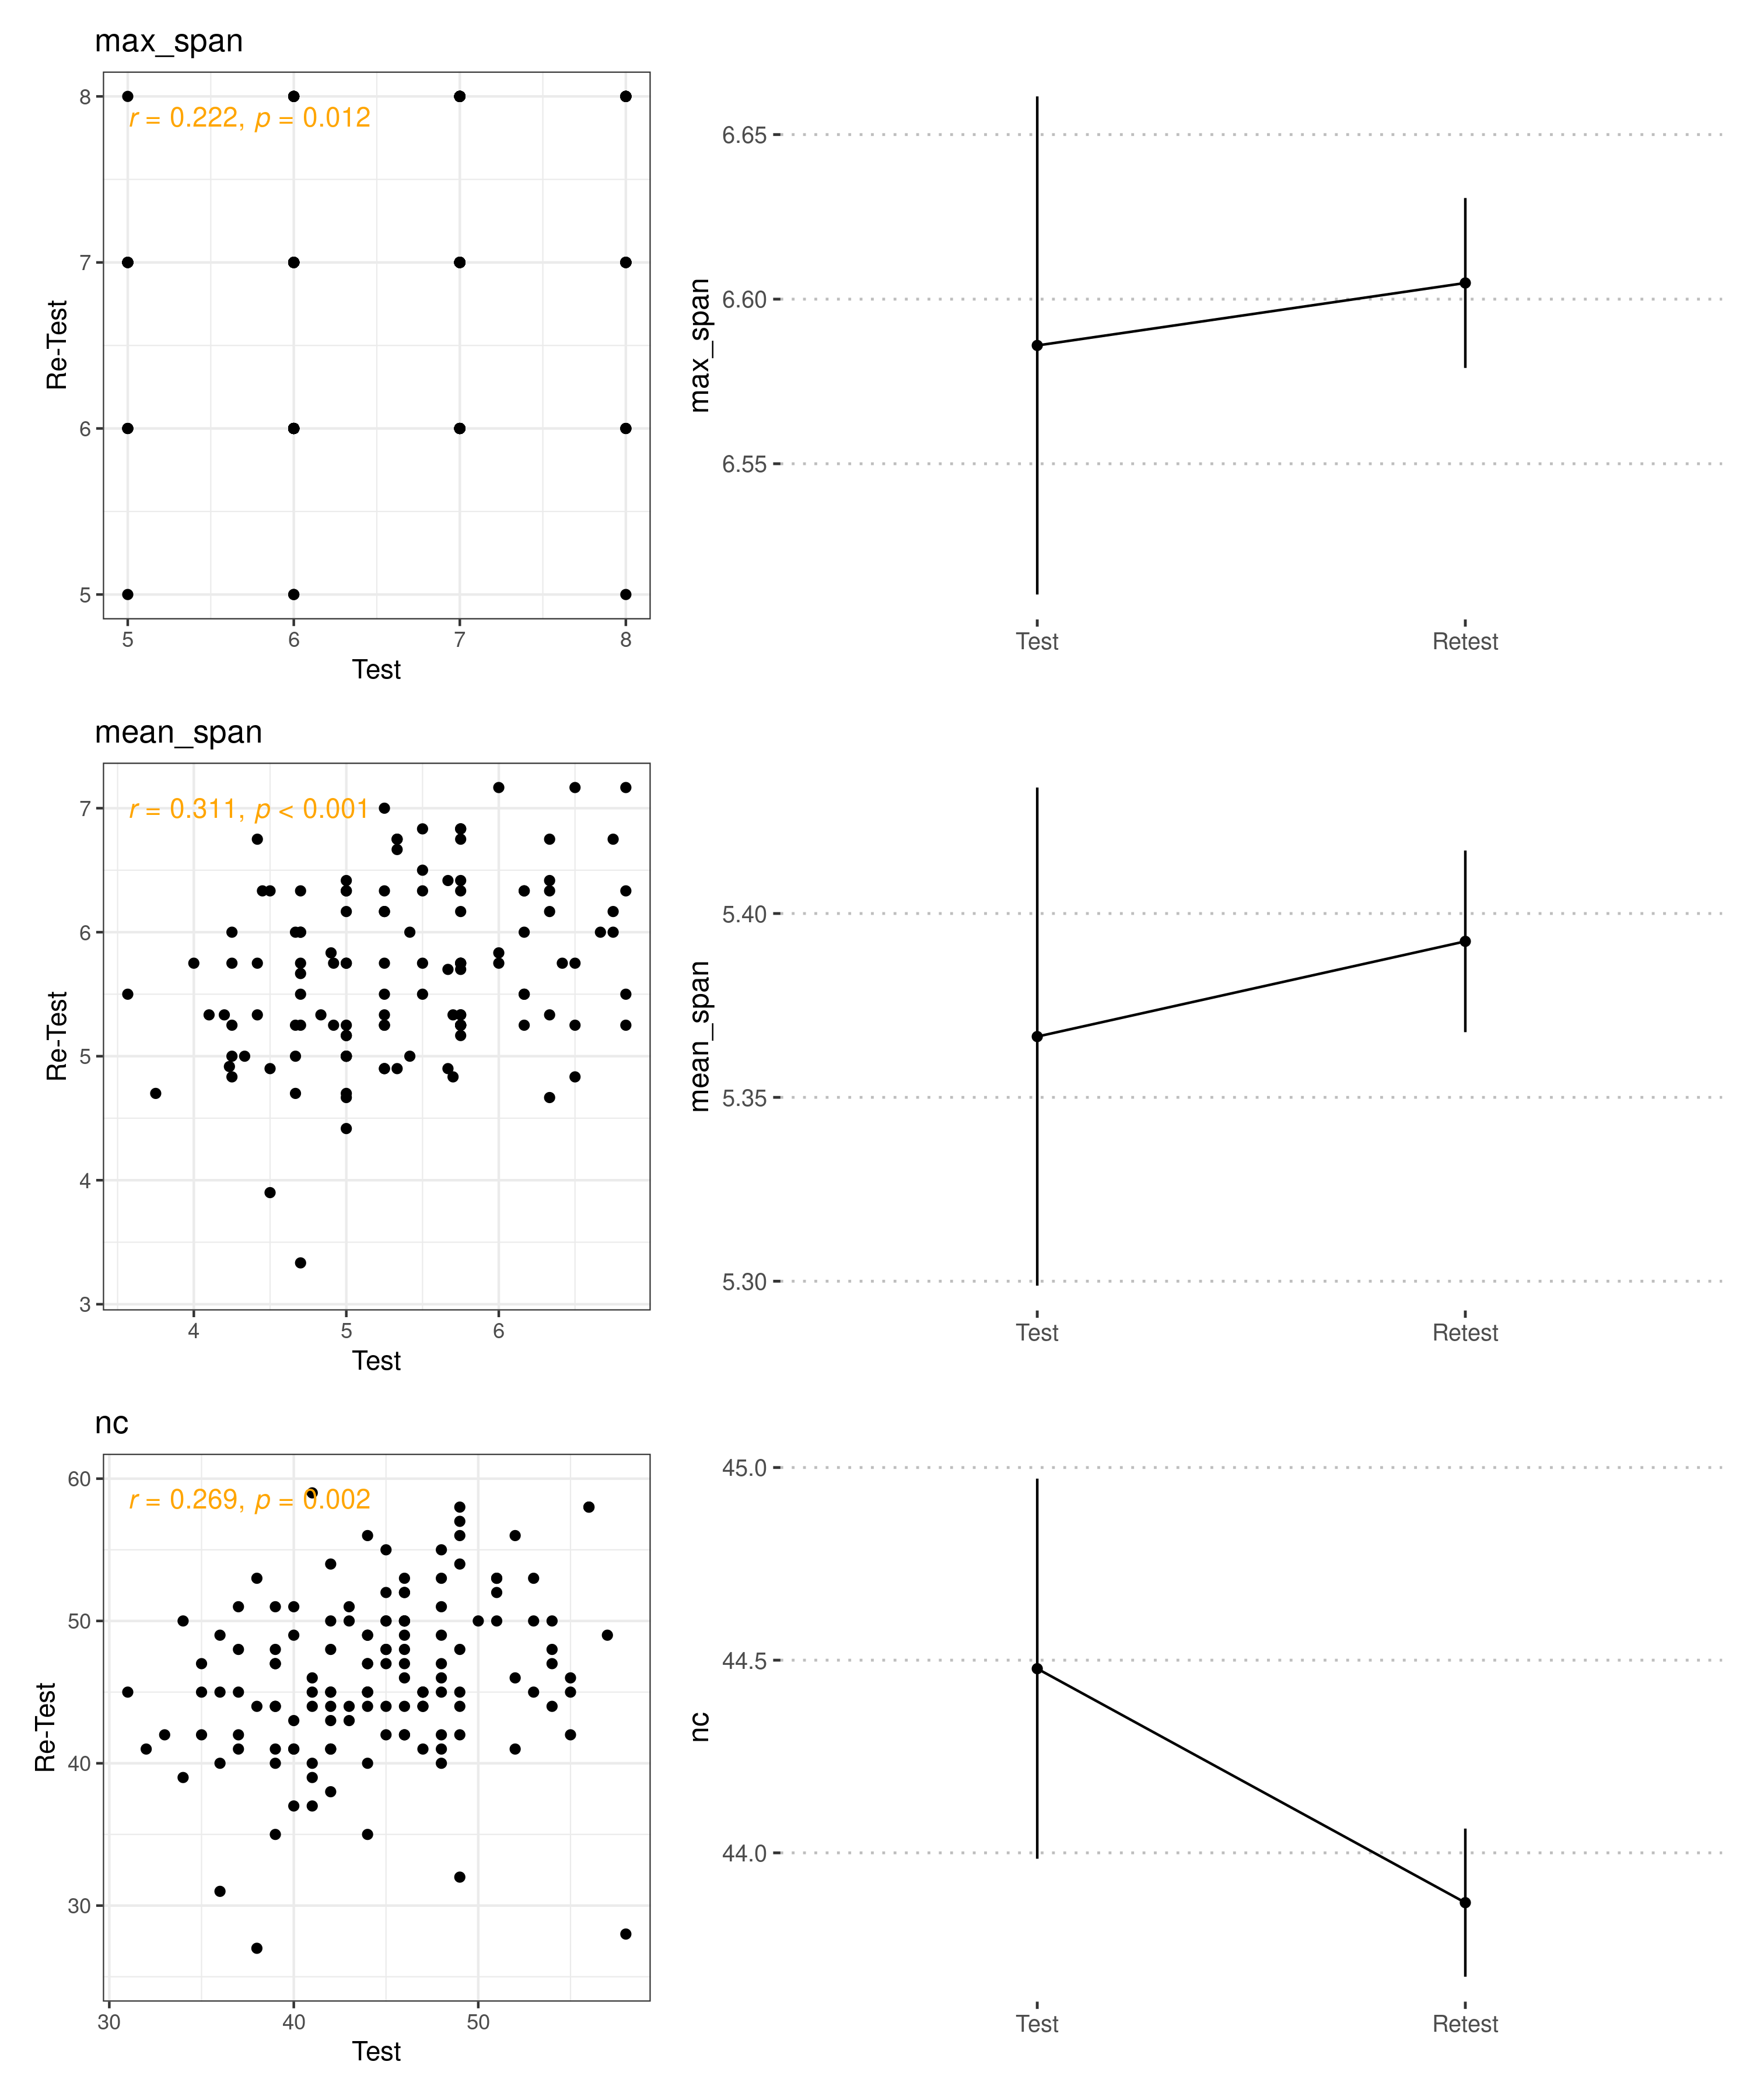 max_span
r = 0.222, p = 0.012
8
7
6
5
Re-Test
5 6 7 8
Test
6.65
6.60
6.55
max_span
Test Retest
mean_span
r = 0.311, p < 0.001
7
6
5
4
3
Re-Test
4 5 6
Test
5.40
5.35
5.30
mean_span
Test Retest
nc
r = 0.269, p = 0.002
60
50
40
30
Re-Test
30 40 50
Test
45.0
44.5
44.0
nc
Test Retest